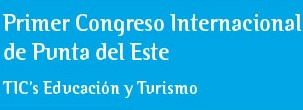 Primer Congreso Internacional
de Punta del Este
TIC's Educación y Turismo